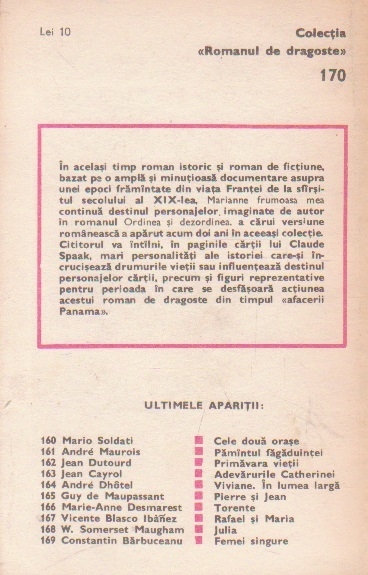 Lei 10
Colecția
«Romanul de dragoste»
170
În același timp roman istoric și roman de ficțiune,
bazat pe o amplă și minuțioasă documentare asupra
unei epoci frămîntate din viața Franței de la sfîrși-
tul secolului al XIX-lea, Marianne frumoasa mea
continuă destinul personajelor imaginate de autor
în romanul Ordinea și dezordinea, a cărui versiune
românească a apărut acum doi ani în aceeași colecție.
Cititorul va întîlni, în paginile cărții lui Claude
Spaak, mari personalități ale istoriei care-și în-
crucișează drumurile vieții sau influențează destinul
personajelor cărții, precum și figuri reprezentative
pentru perioada în care se desfășoară acțiunea
acestui roman de dragoste din timpul «afacerii
Panama».
ULTIMELE APARIȚII:
160 Mario Soldati Cele două orașe
161 André Maurois Pămîntul făgăduinței
162 Jean Dutourd Primăvara vieții
163 Jean Cayrol Adevărurile Catherinei
164 André Dhôtel Viviane. În lumea largă
165 Guy de Maupassant Pierre și Jean
166 Marie-Anne Desmarest Torente
167 Vicente Blasco Ibáñez Rafael și Maria
168 W. Somerset Maugham Julia
169 Constantin Bărbuceanu Femei singure